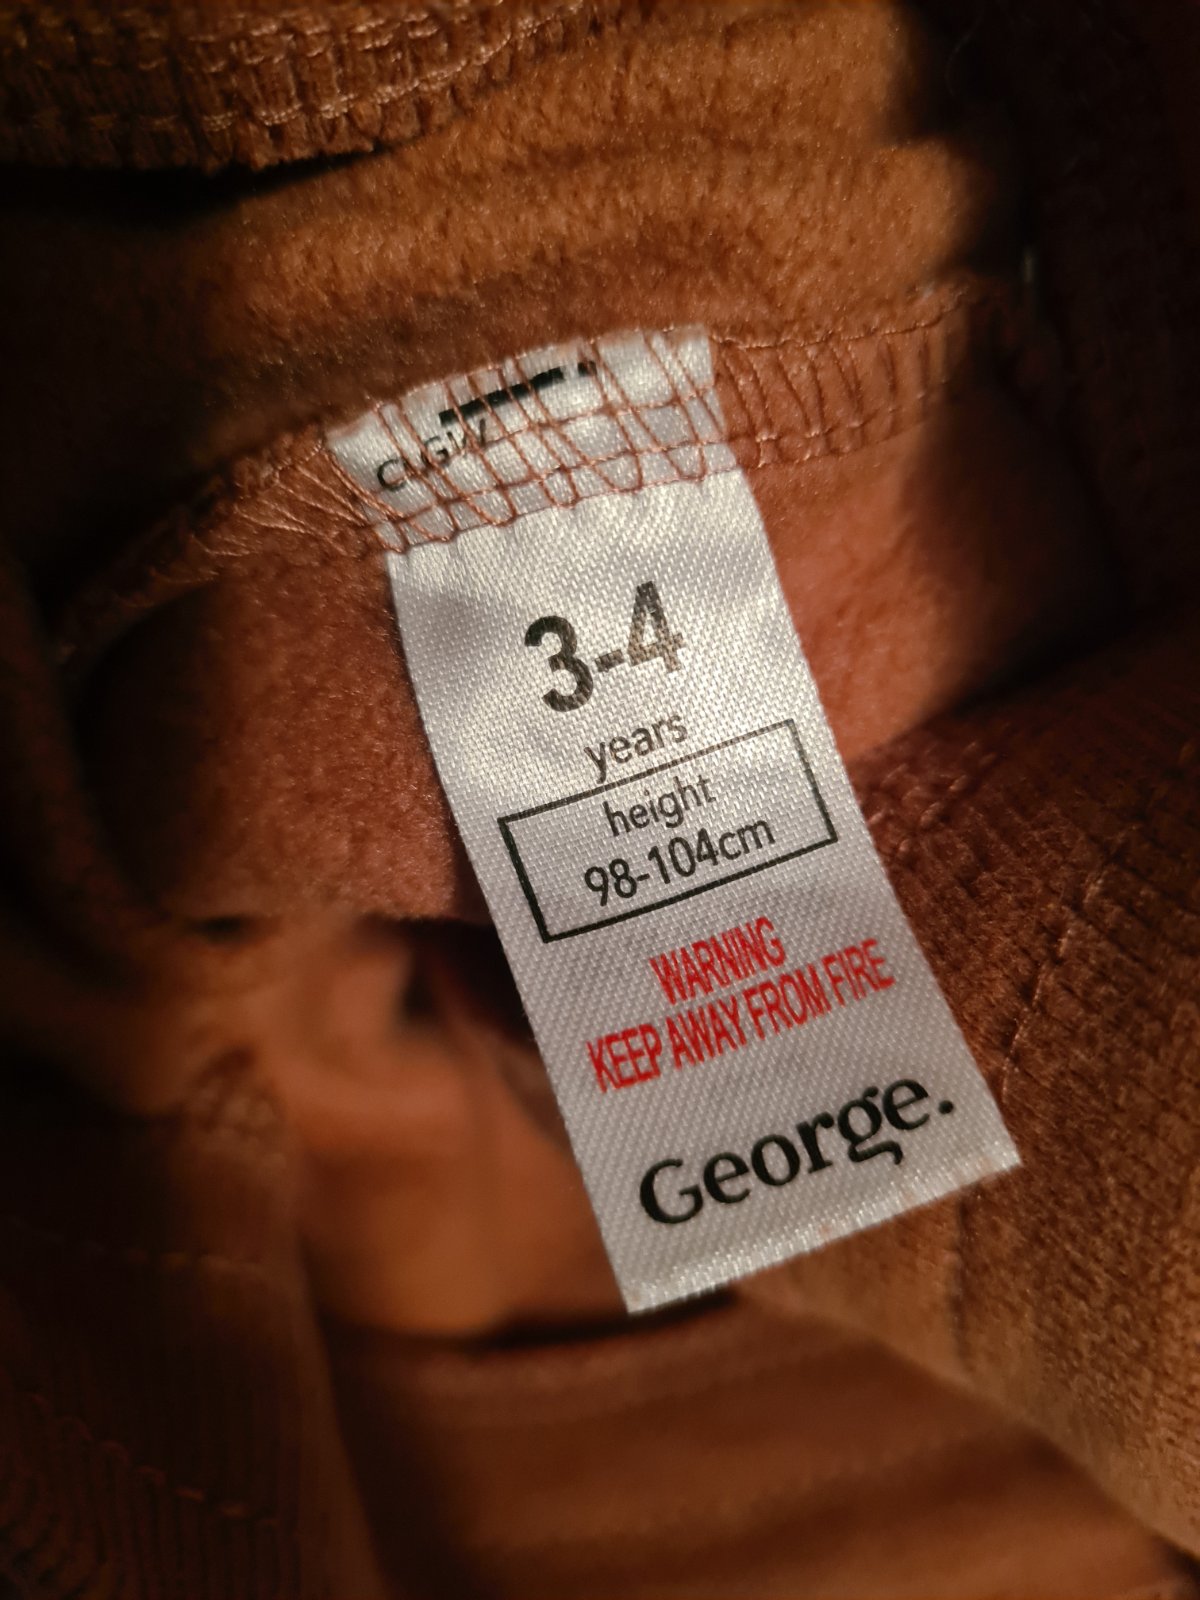 3-4
years
height
98-104cm
WARNING
KEEP AWAY FROM FIRE
George.